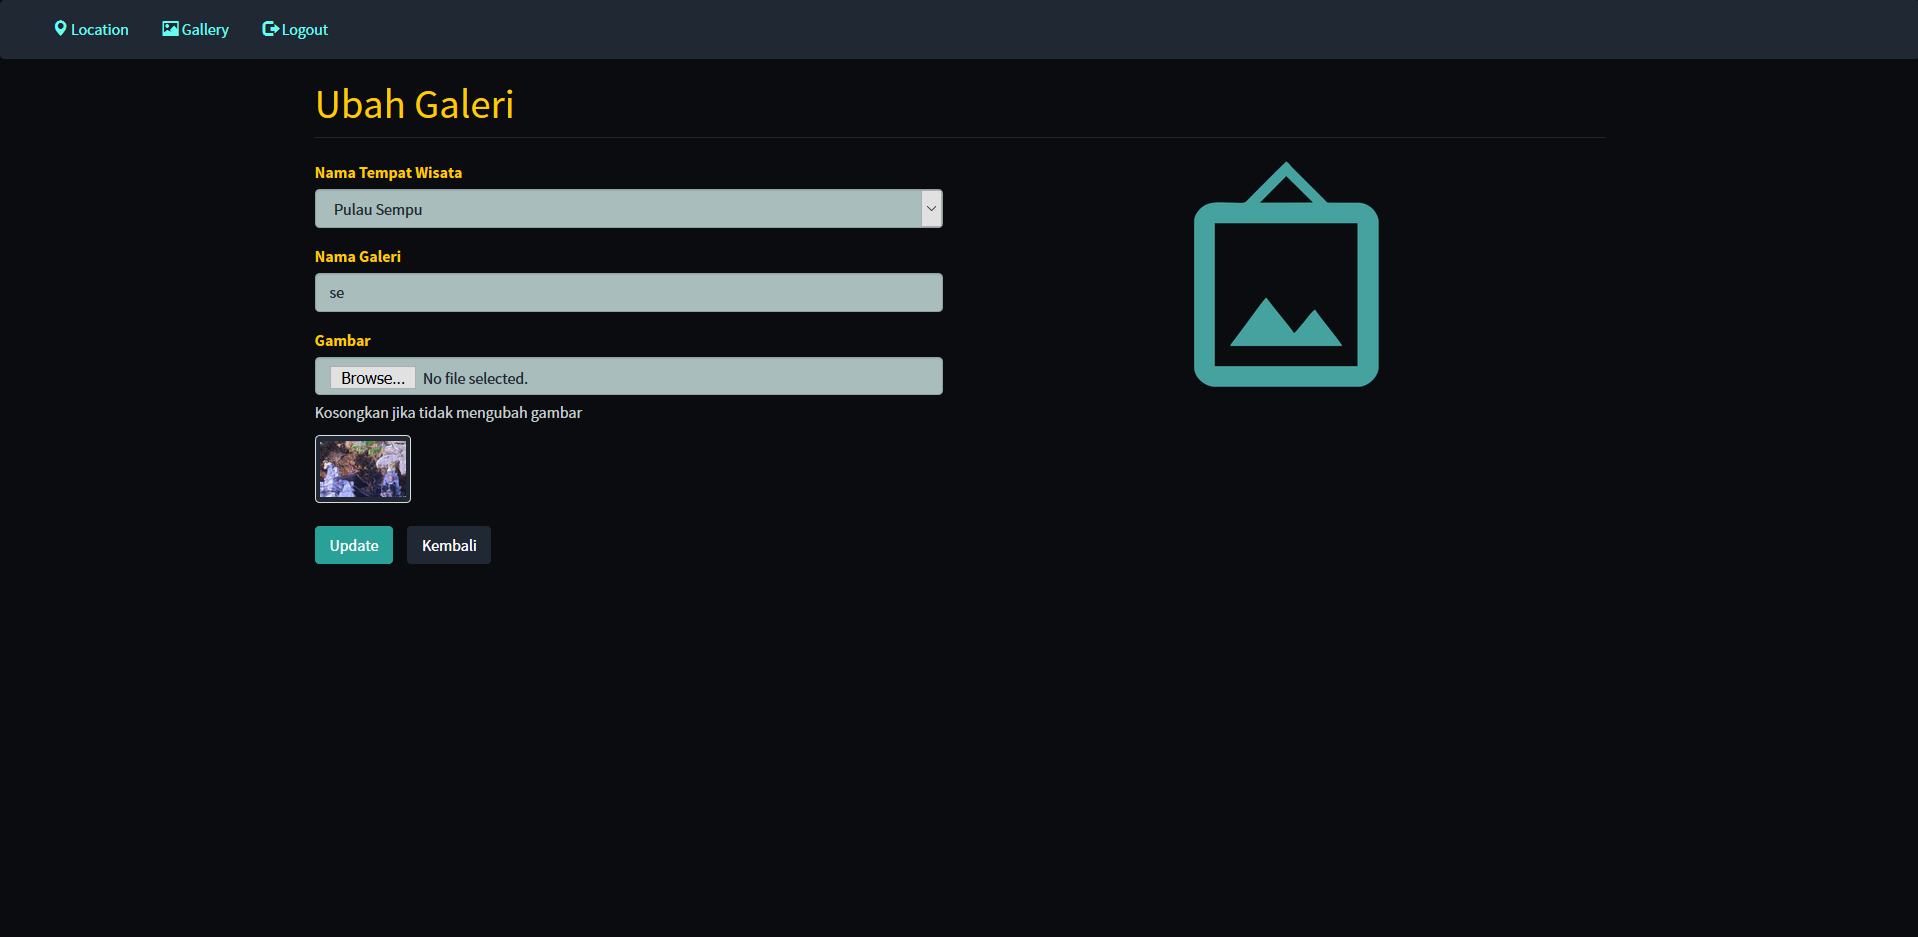 Location Gallery Logout
Ubah Galeri
Nama Tempat Wisata
Pulau Sempu
Nama Galeri
se
Gambar
Browse... No file selected.
Kosongkan jika tidak mengubah gambar
Update Kembali